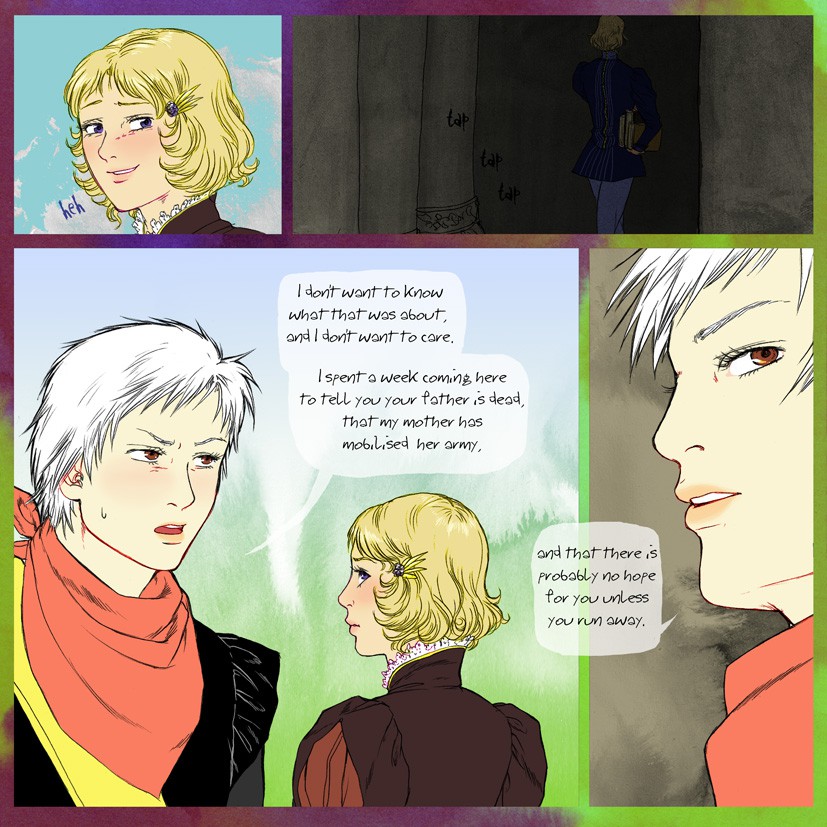 heh
tap
tap
tap
I don't want to know
what that was about,
and I don't want to care.
I spent a week coming here
to tell you your father is dead,
that my mother has
mobilised her army,
and that there is
probably no hope
for you unless
you run away.